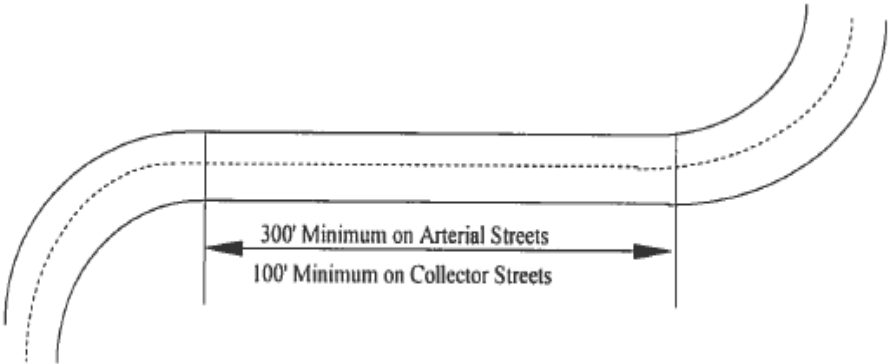 300' Minimum on Arterial Streets
100' Minimum on Collector Streets